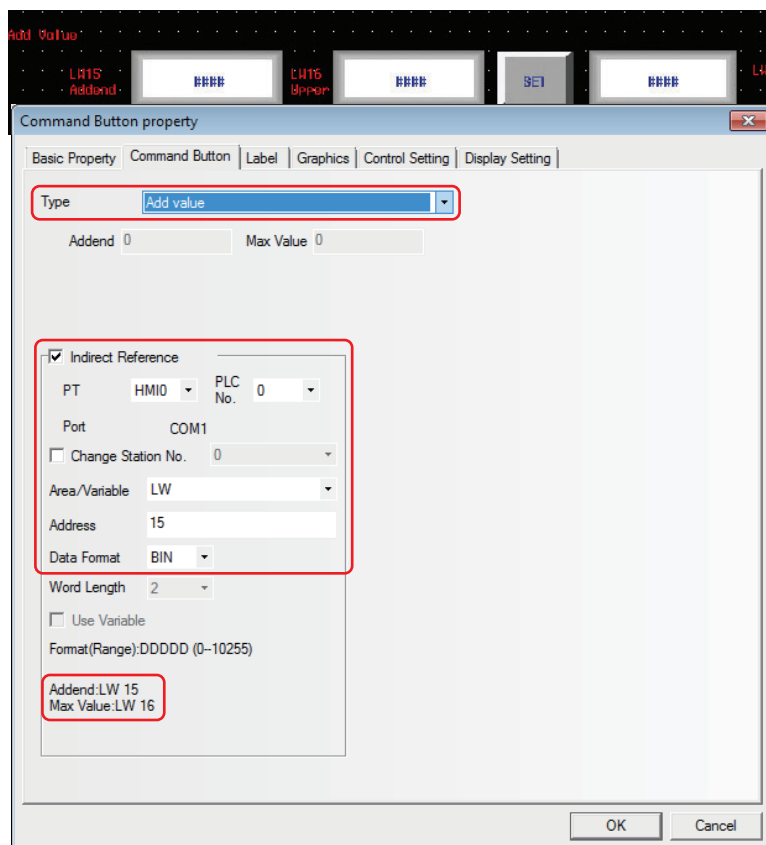 Add Value
LW15
Addend
####
LW16
Upper
####
SET
####
Command Button property
Basic Property Command Button Label Graphics Control Setting Display Setting
Type Add value
Addend 0 Max Value 0
Indirect Reference
PT HMI0 PLC No. 0
Port COM1
Change Station No. 0
Area/Variable LW
Address 15
Data Format BIN
Word Length 2
Use Variable
Format(Range):DDDDD (0--10255)
Addend:LW 15
Max Value:LW 16
OK Cancel